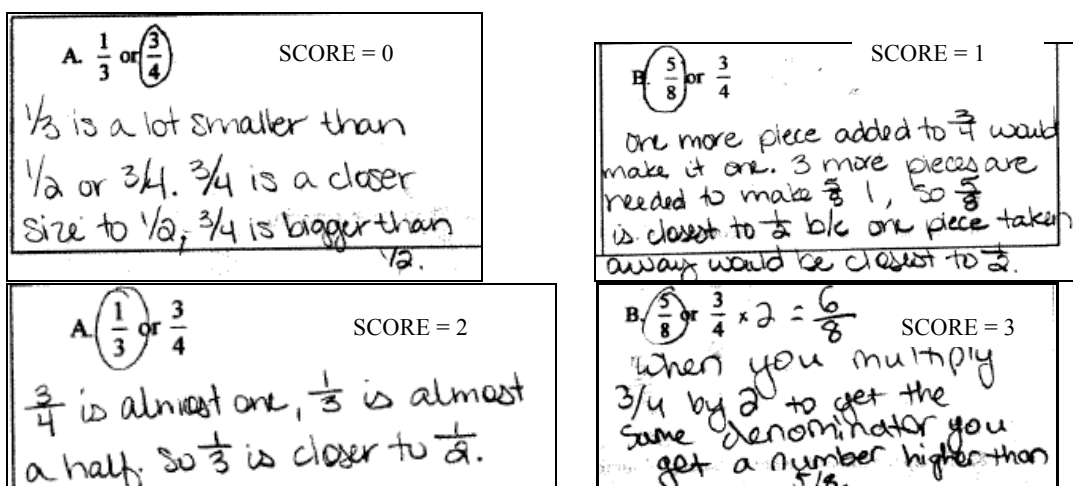 A. 1/3 or 3/4 SCORE = 0
1/3 is a lot smaller than
1/2 or 3/4. 3/4 is a closer
size to 1/2, 3/4 is bigger than
1/2.
B. 5/8 or 3/4 SCORE = 1
one more piece added to 3/4 would
make it one. 3 more pieces are
needed to make 5/8 1, so 5/8
is closest to 1/2 b/c one piece taken
away would be closest to 1/2.
A. 1/3 or 3/4 SCORE = 2
3/4 is almost one, 1/3 is almost
a half. So 1/3 is closer to 1/2.
B. 5/8 or 3/4 x 2 = 6/8 SCORE = 3
When you multiply
3/4 by 2 to get the
same denominator you
get a number higher than
5/8.